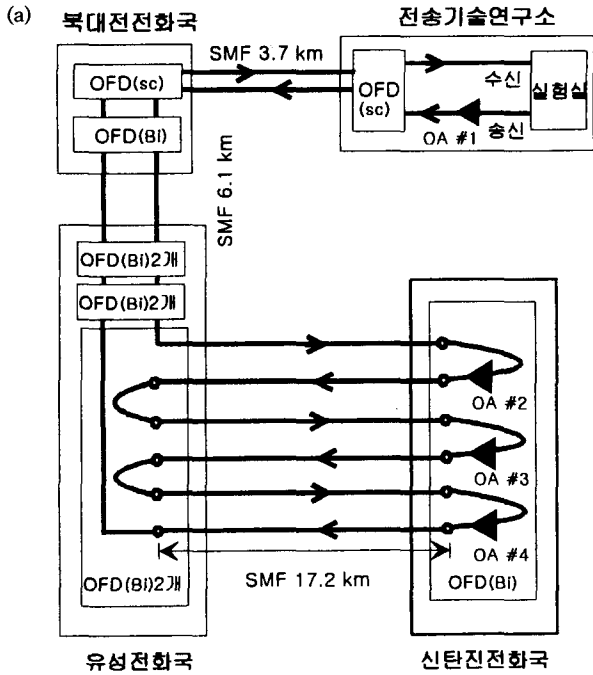 (a)
북대전전화국
전송기술연구소
SMF 3.7 km
OFD(sc)
OFD(Bi)
OFD
(sc)
수신
송신
실험실
OA #1
SMF 6.1 km
OFD(Bi)2개
OFD(Bi)2개
OA #2
OA #3
OA #4
SMF 17.2 km
OFD(Bi)2개
OFD(Bi)
유성전화국
신탄진전화국